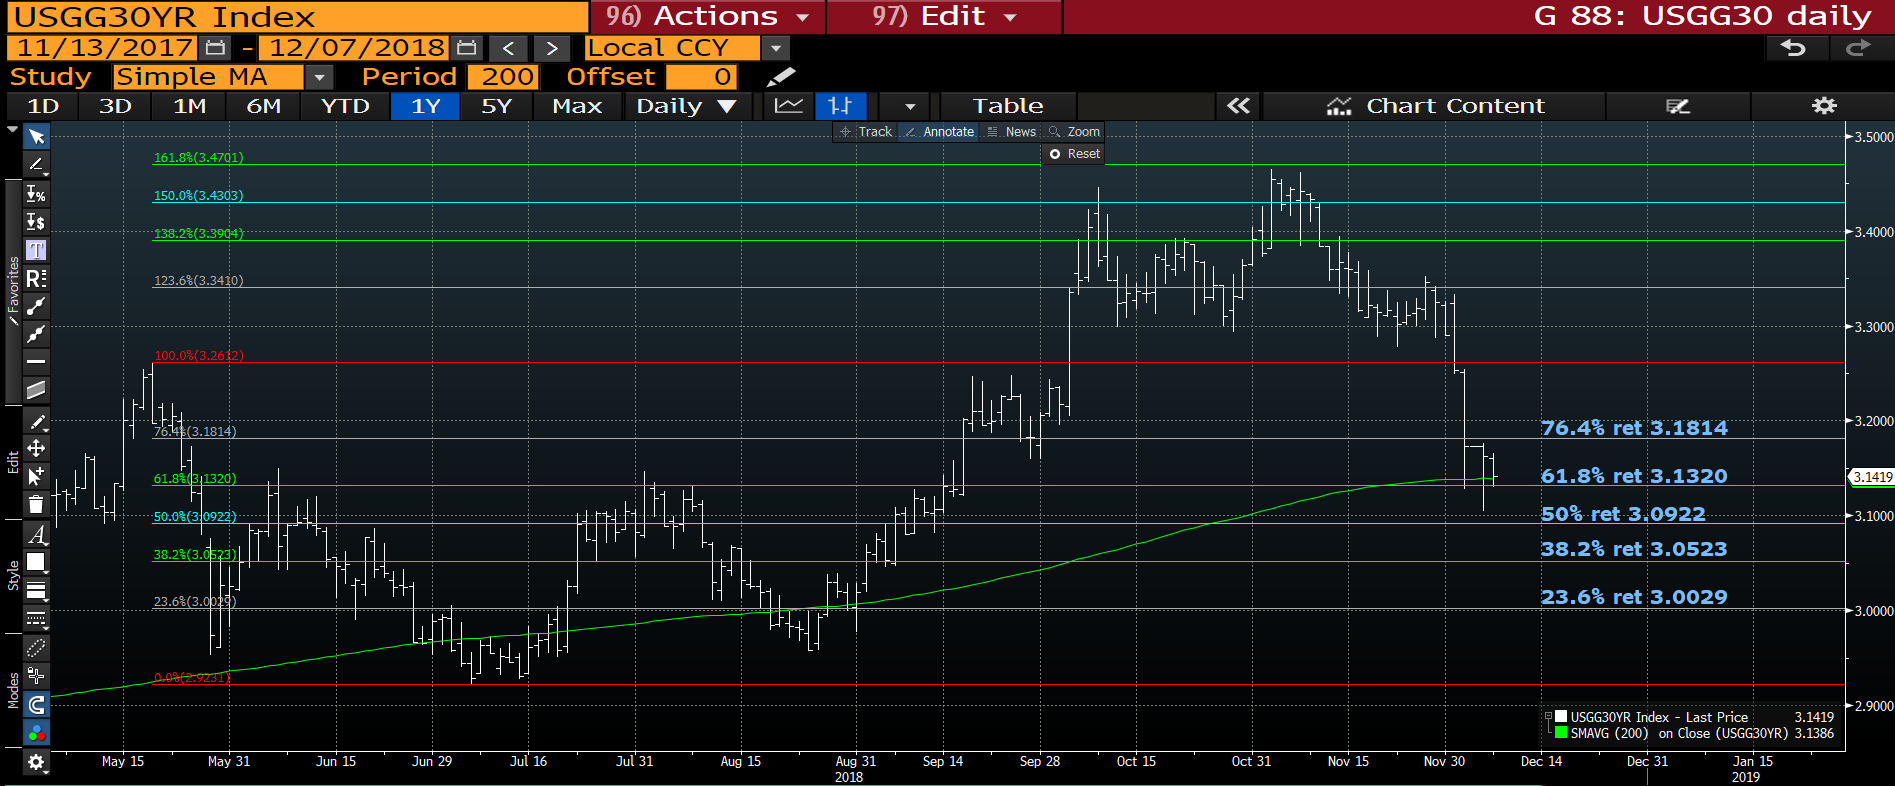 USGG30YR Index 96) Actions 97) Edit G 88: USGG30 daily
11/13/2017 - 12/07/2018 < > Local CCY
Study Simple MA Period 200 Offset 0
1D 3D 1M 6M YTD 1Y 5Y Max Daily Table Chart Content
Track Annotate News Zoom
Reset
Favorites
Edit
Style
Modes
161.8%(3.4701)
150.0%(3.4303)
138.2%(3.3904)
123.6%(3.3410)
100.0%(3.2612)
76.4%(3.1814)
61.8%(3.1320)
50.0%(3.0922)
38.2%(3.0523)
23.6%(3.0029)
0.0%(2.9231)
76.4% ret 3.1814
61.8% ret 3.1320
50% ret 3.0922
38.2% ret 3.0523
23.6% ret 3.0029
3.5000
3.4000
3.3000
3.2000
3.1419
3.1000
3.0000
2.9000
USGG30YR Index - Last Price 3.1419
SMAVG (200) on Close (USGG30YR) 3.1386
May 15 May 31 Jun 15 Jun 29 Jul 16 Jul 31 Aug 15 Aug 31 Sep 14 Sep 28 Oct 15 Oct 31 Nov 15 Nov 30 Dec 14 Dec 31 Jan 15
2018 2019